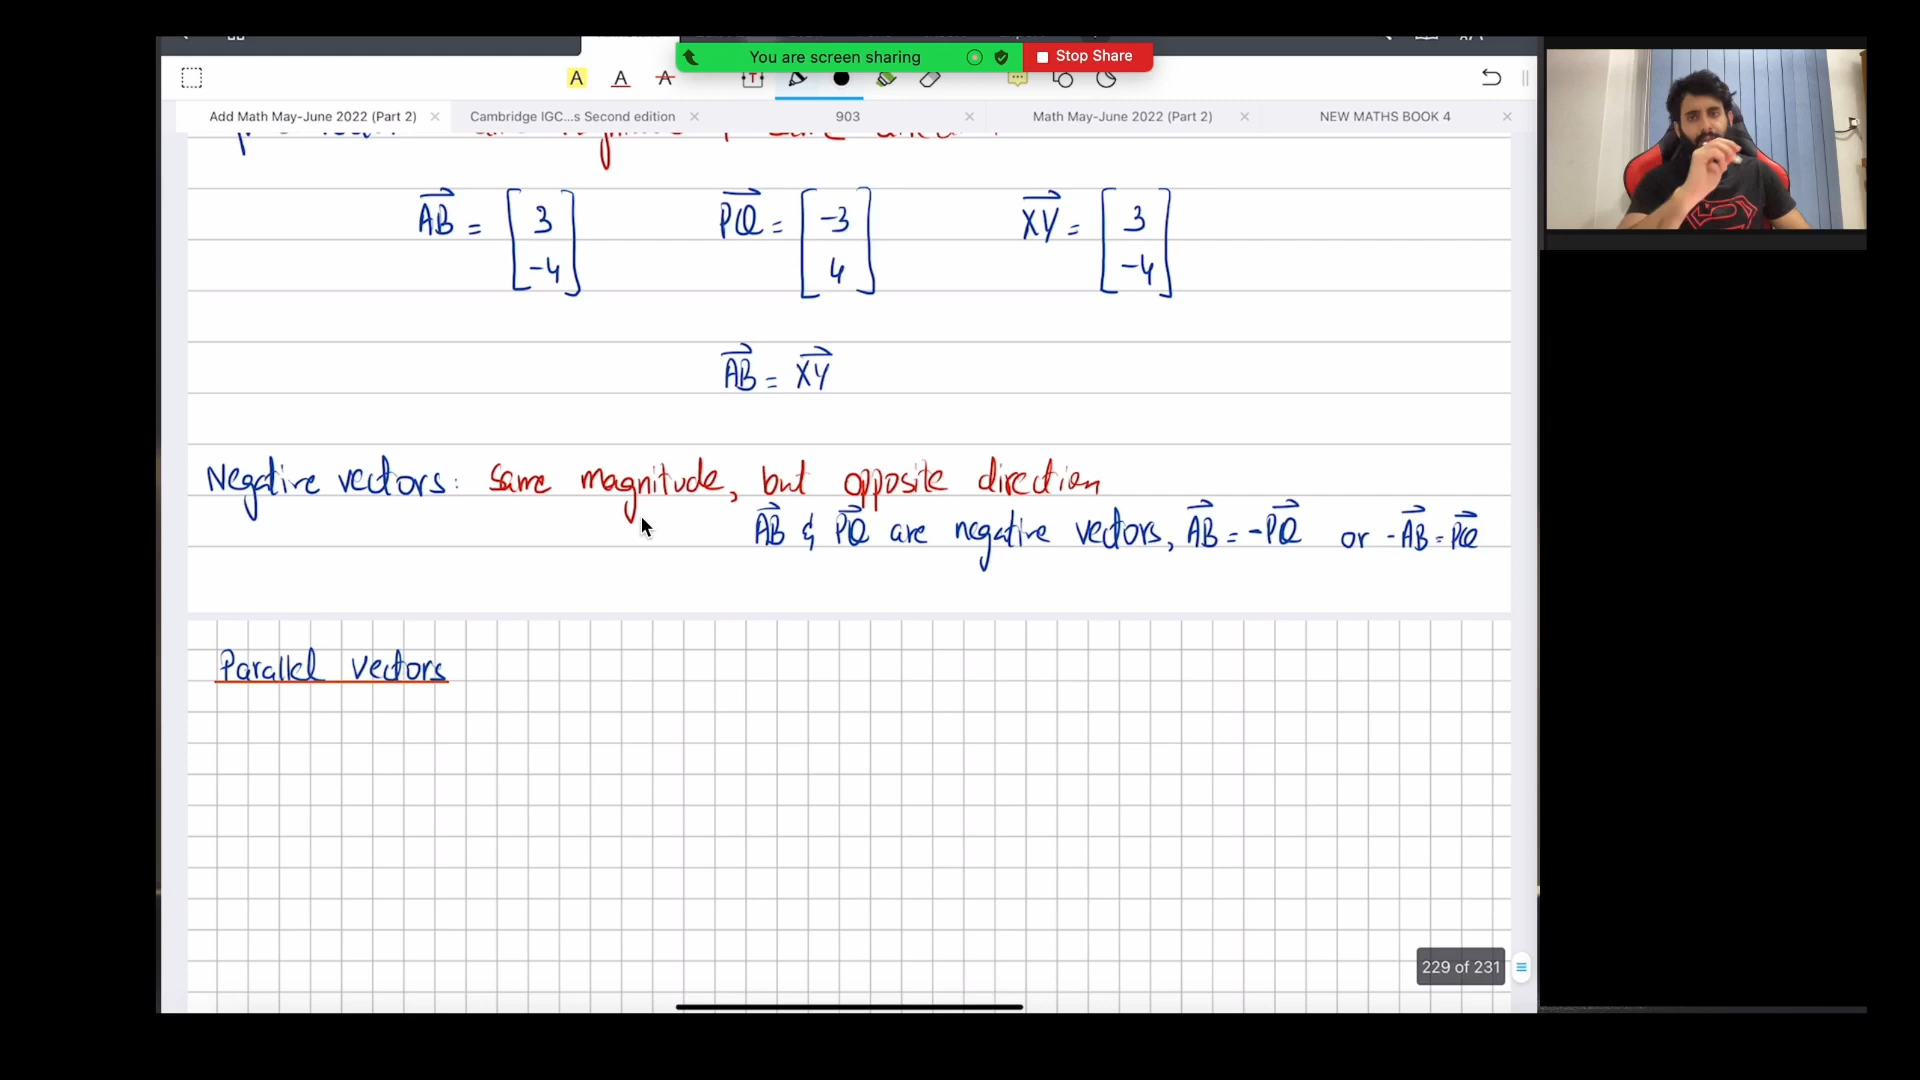 You are screen sharing
Stop Share
Add Math May-June 2022 (Part 2)
Cambridge IGC...s Second edition
903
Math May-June 2022 (Part 2)
NEW MATHS BOOK 4
AB⃗ = [3 -4] PQ⃗ = [-3 4] XY⃗ = [3 -4]
AB⃗ = XY⃗
Negative vectors: same magnitude, but opposite direction
AB⃗ & PQ⃗ are negative vectors, AB⃗ = -PQ⃗ or -AB⃗ = PQ⃗
Parallel vectors
229 of 231